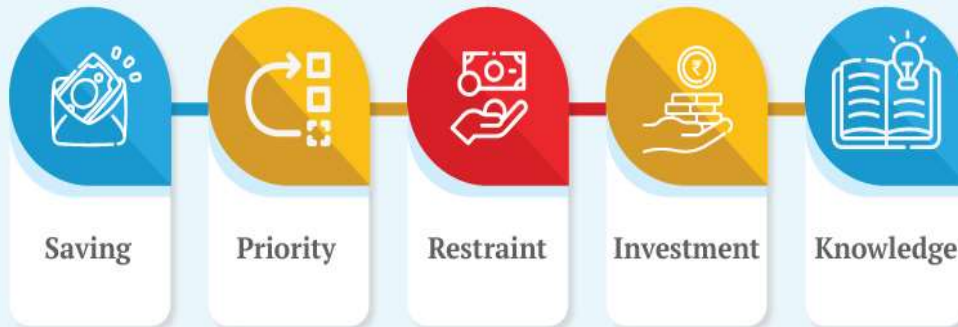 ₹
Saving
Priority
Restraint
Investment
Knowledge